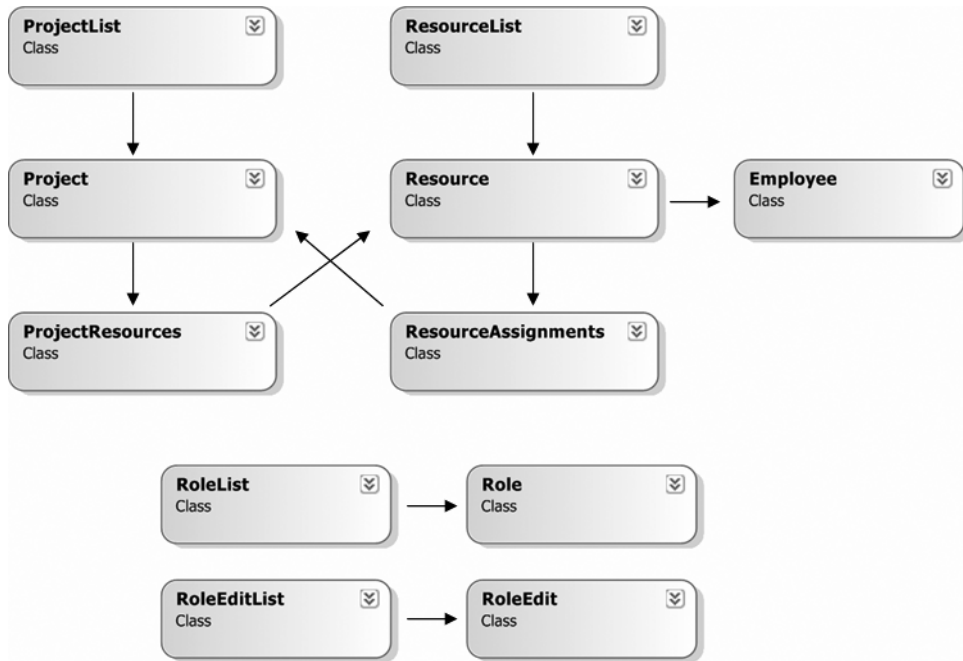 ProjectList
Class
ResourceList
Class
Project
Class
Resource
Class
Employee
Class
ProjectResources
Class
ResourceAssignments
Class
RoleList
Class
Role
Class
RoleEditList
Class
RoleEdit
Class